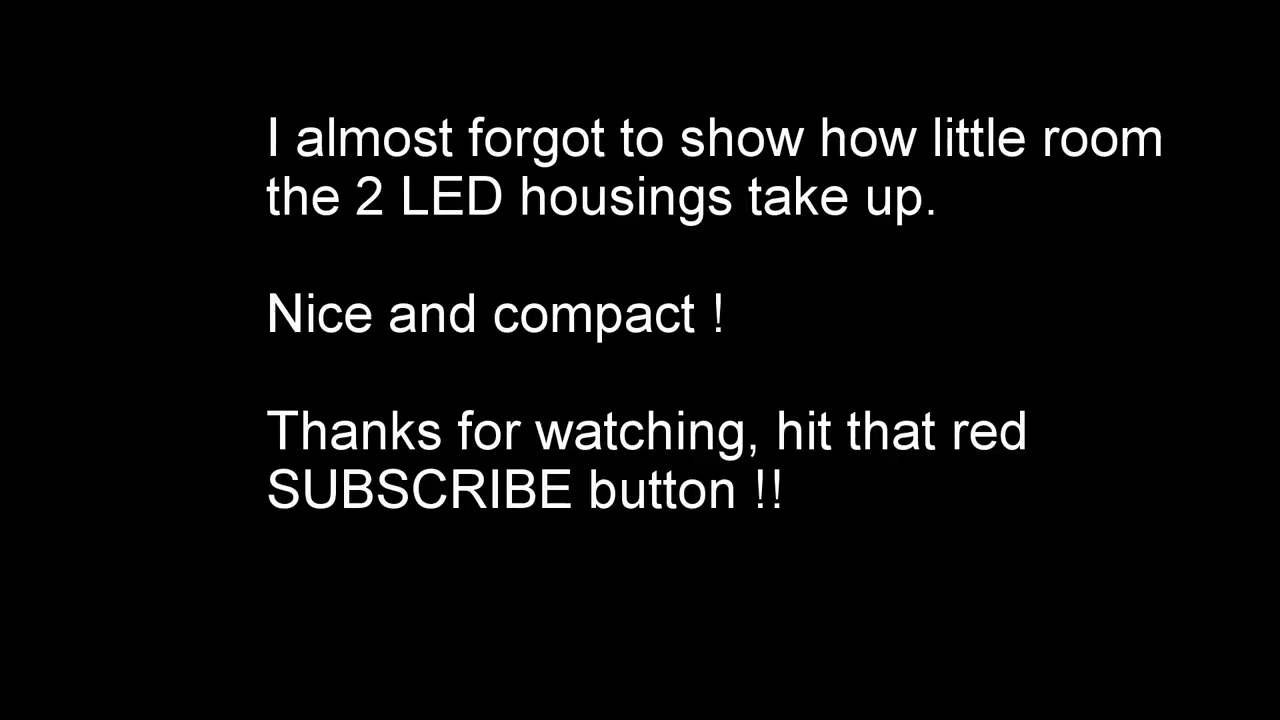 I almost forgot to show how little room
the 2 LED housings take up.
Nice and compact !
Thanks for watching, hit that red
SUBSCRIBE button !!